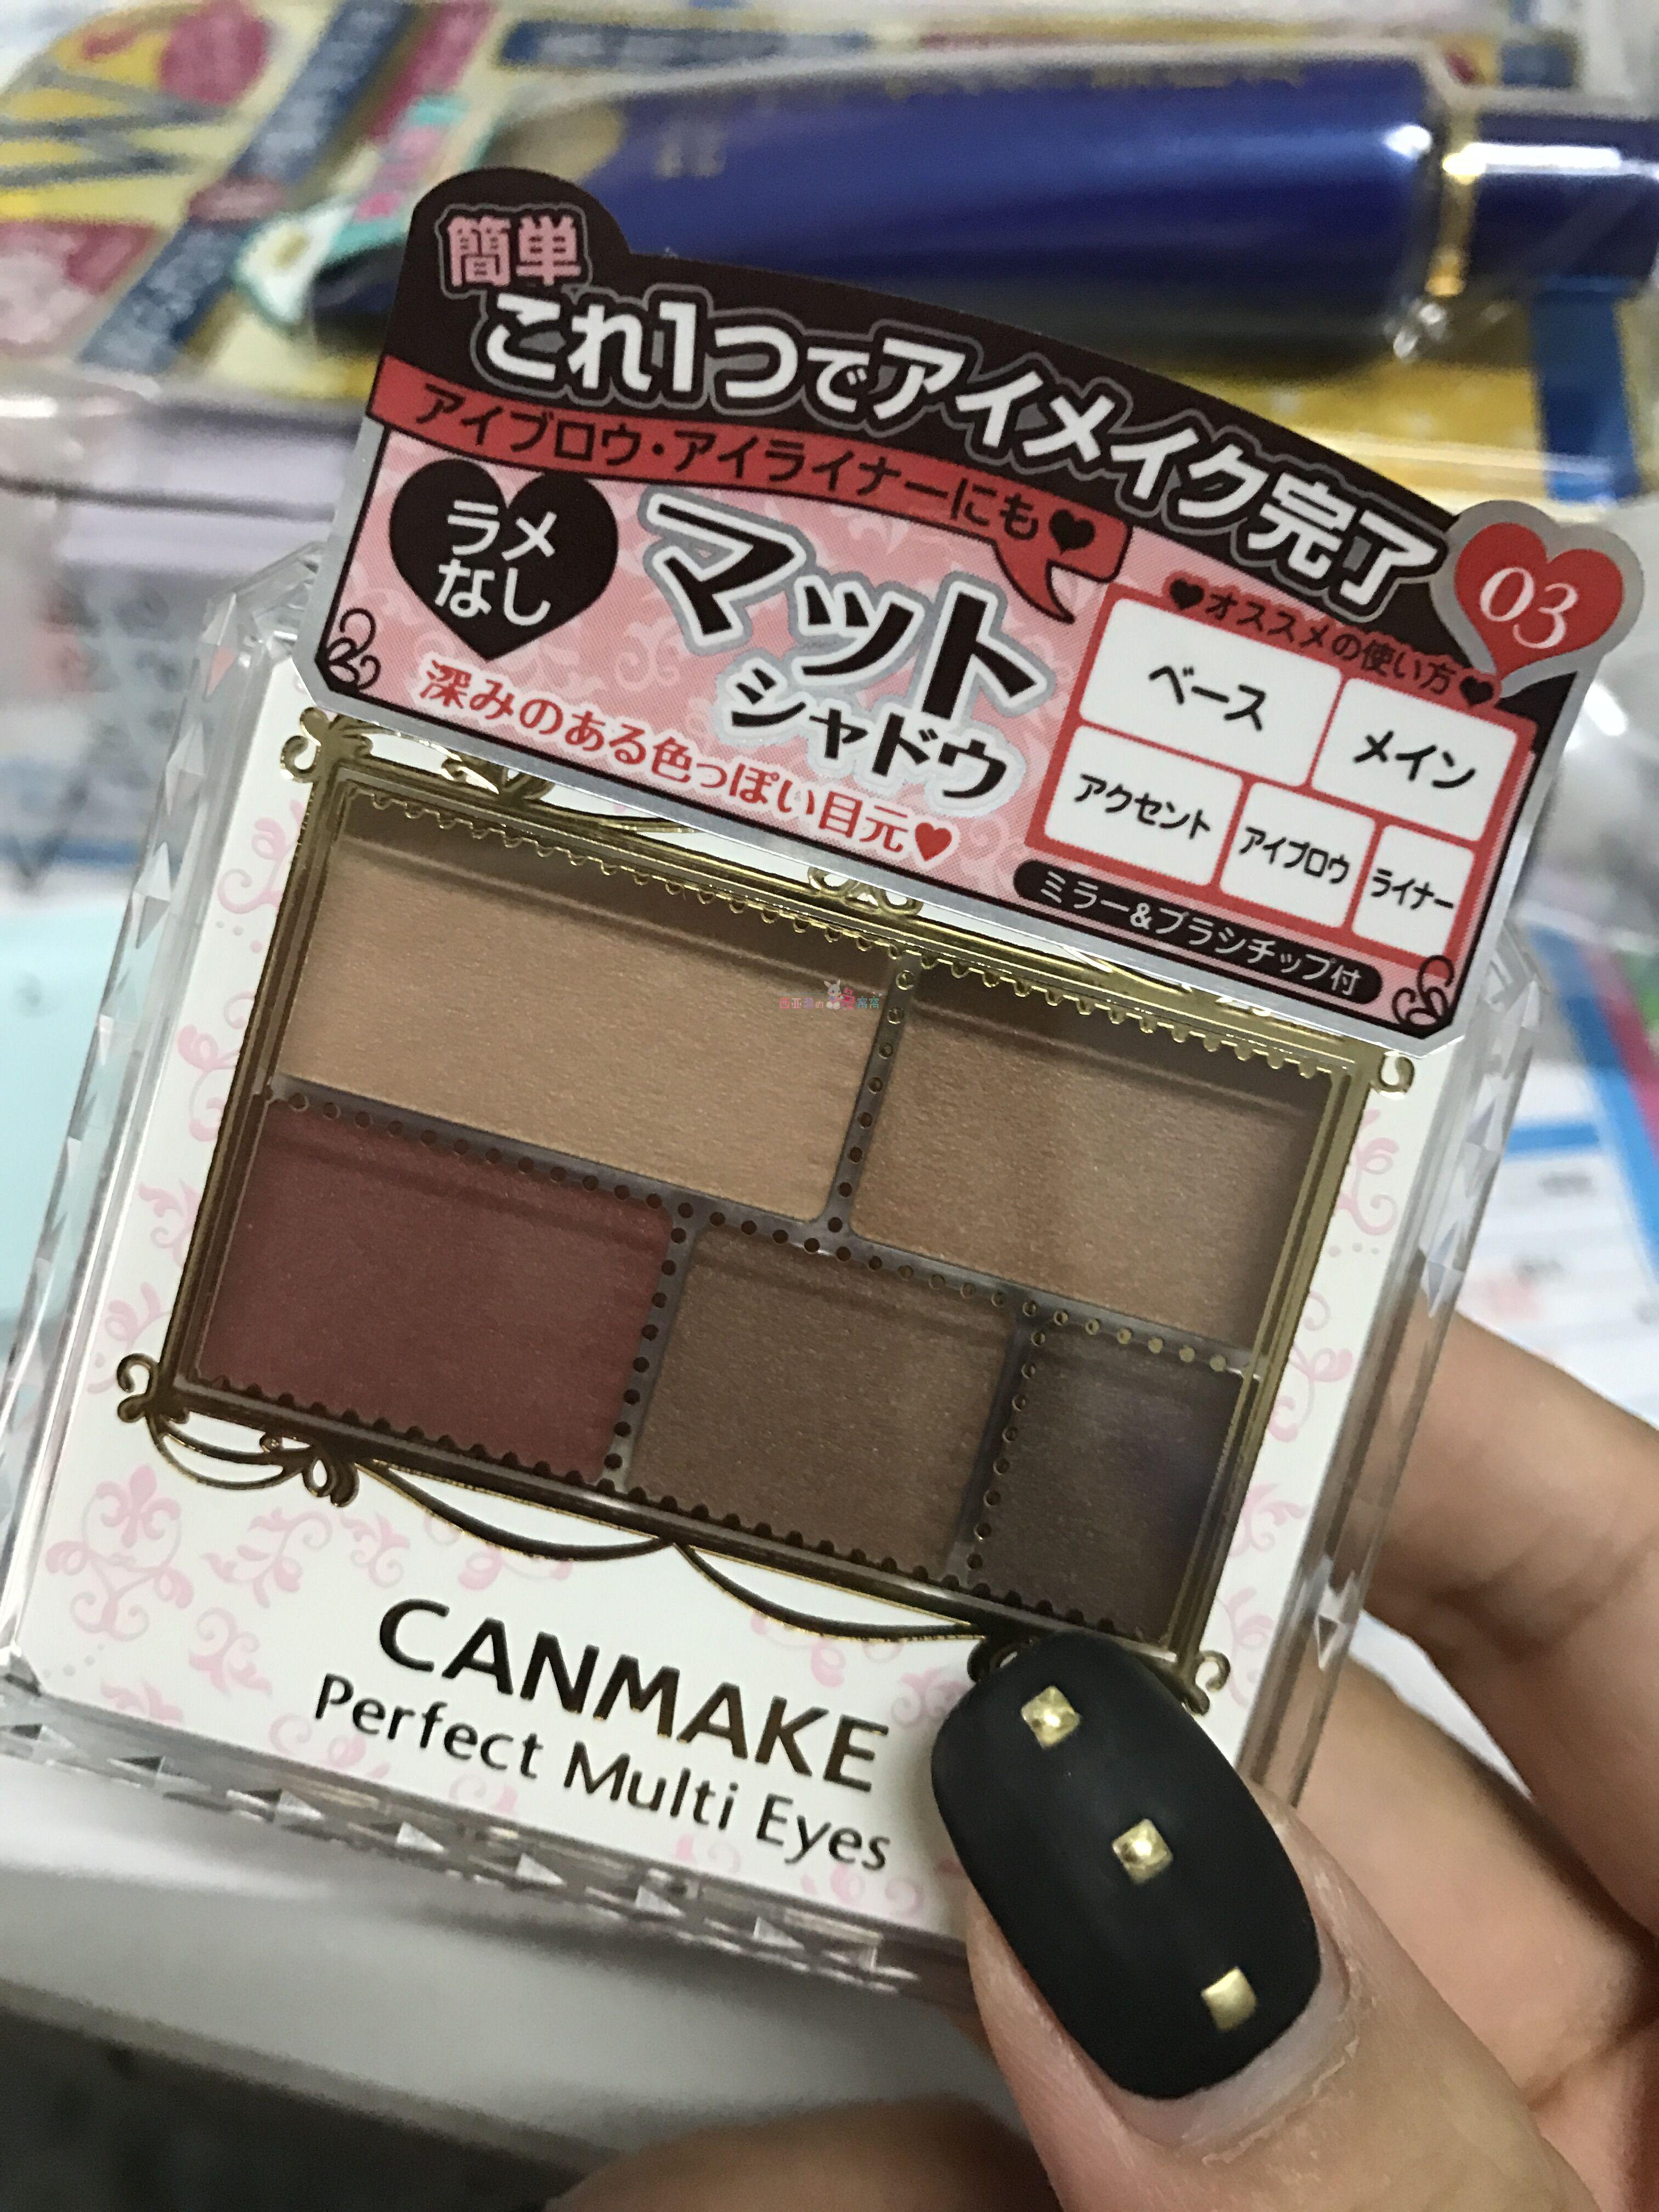 簡単
これ1つでアイメイク完了
アイブロウ・アイライナーにも♥
ラメ
なし
マット
シャドウ
深みのある色っぽい目元♥
03
♥オススメの使い方♥
ベース
メイン
アクセント
アイブロウ
ライナー
ミラー&ブラシチップ付
CANMAKE
Perfect Multi Eyes